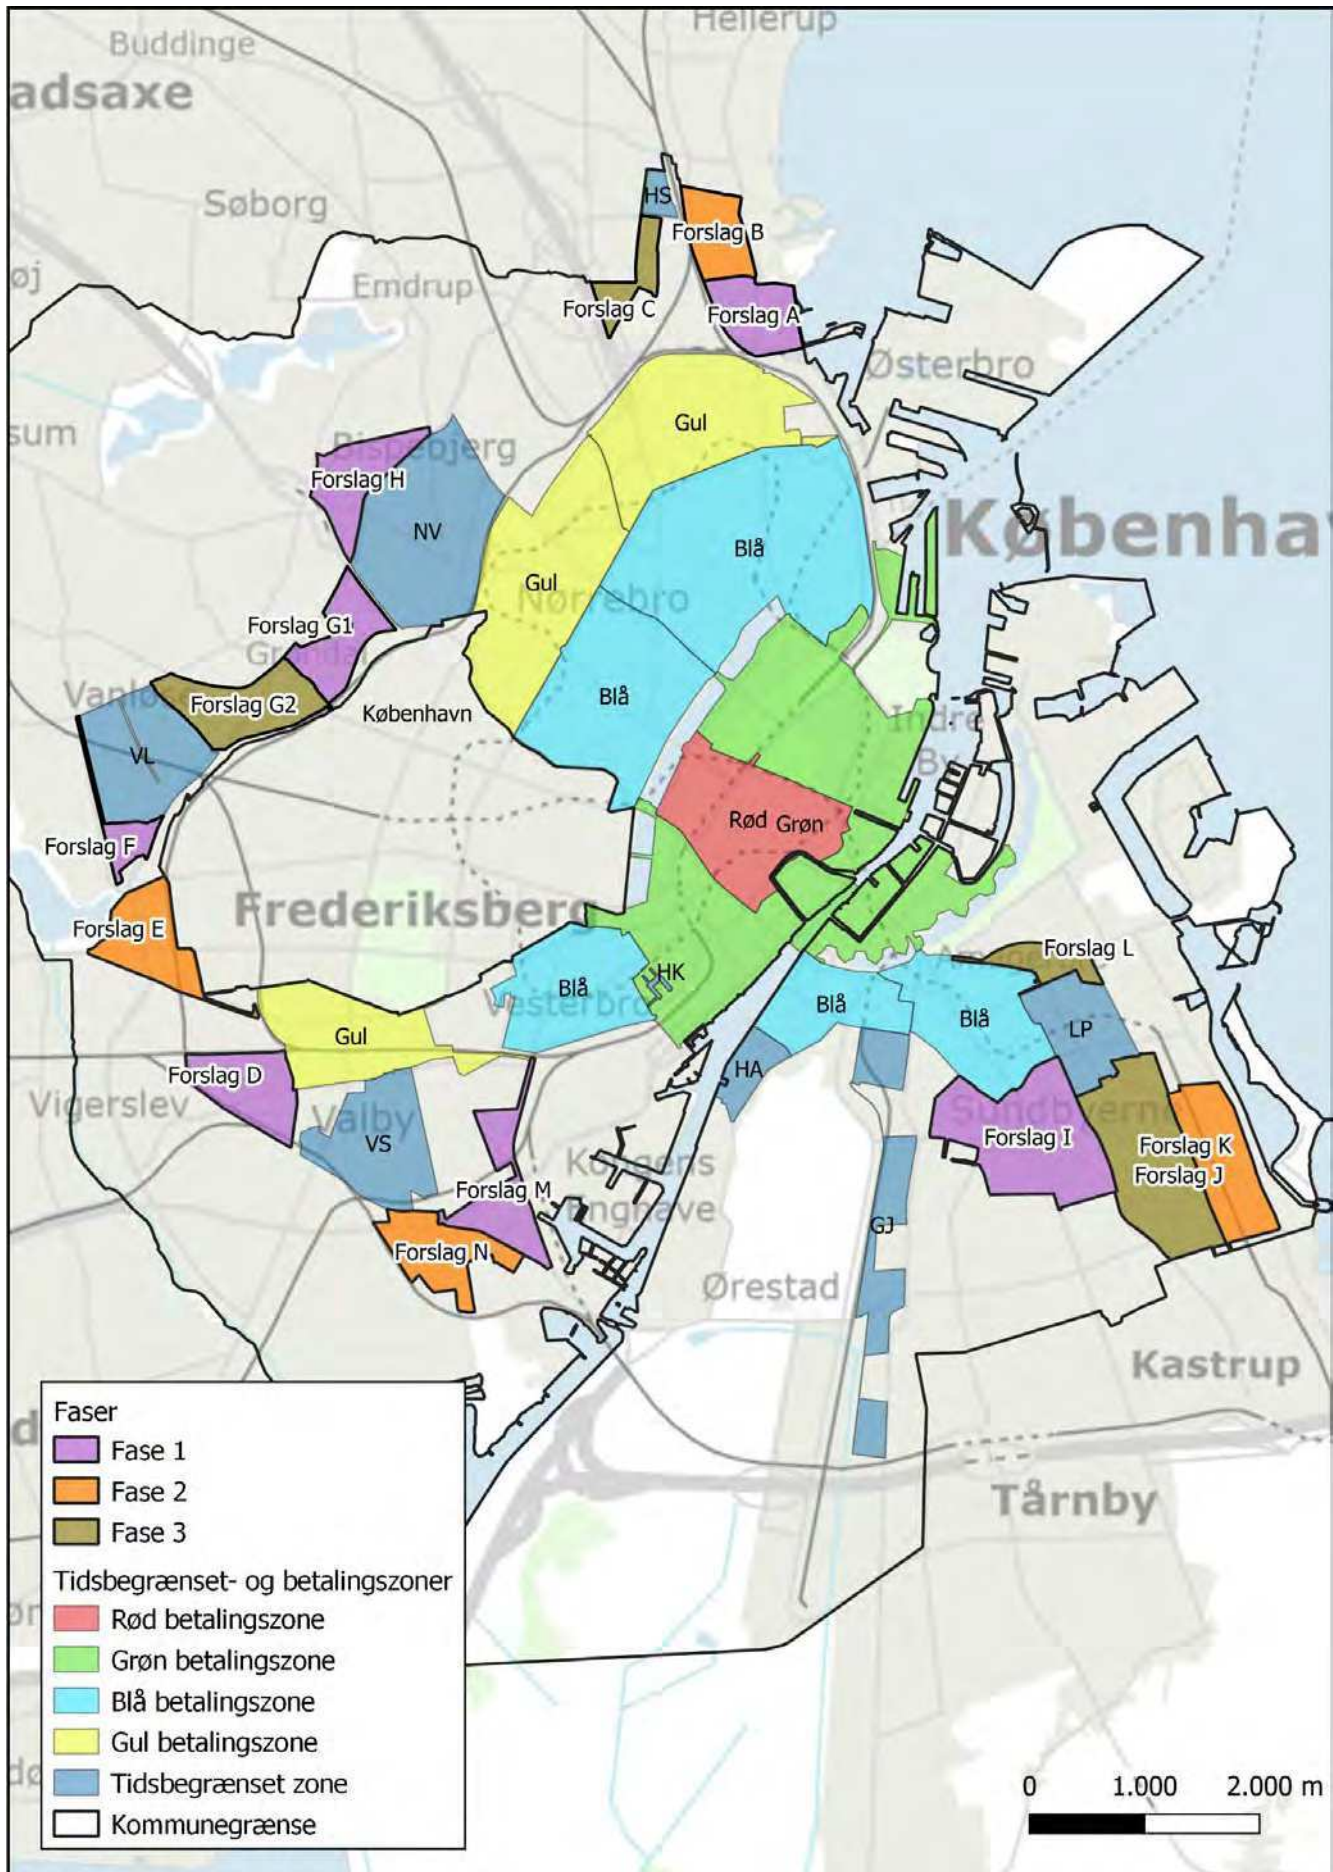 Hellerup
Buddinge
adsaxe
Søborg
HS
Forslag B
øj
Emdrup
Forslag C
Forslag A
Østerbro
sum
Gul
Bispebjerg
Forslag H
NV
Københa
Blå
Gul
Nørrebro
Forslag G1
Grøndal
Vanløs
Forslag G2
Blå
København
Indre
By
VL
Rød
Grøn
Forslag F
Frederiksberg
Forslag E
Forslag L
HK
Blå
Vesterbro
Blå
Blå
LP
Gul
HA
Forslag D
Vigerslev
Valby
VS
Sundbyerne
Forslag I
Forslag K
Forslag J
Kongens
Enghave
Forslag M
GJ
Forslag N
Ørestad
Kastrup
Tårnby
Faser
Fase 1
Fase 2
Fase 3
Tidsbegrænset- og betalingszoner
Rød betalingszone
Grøn betalingszone
Blå betalingszone
Gul betalingszone
Tidsbegrænset zone
Kommunegrænse
0 1.000 2.000 m